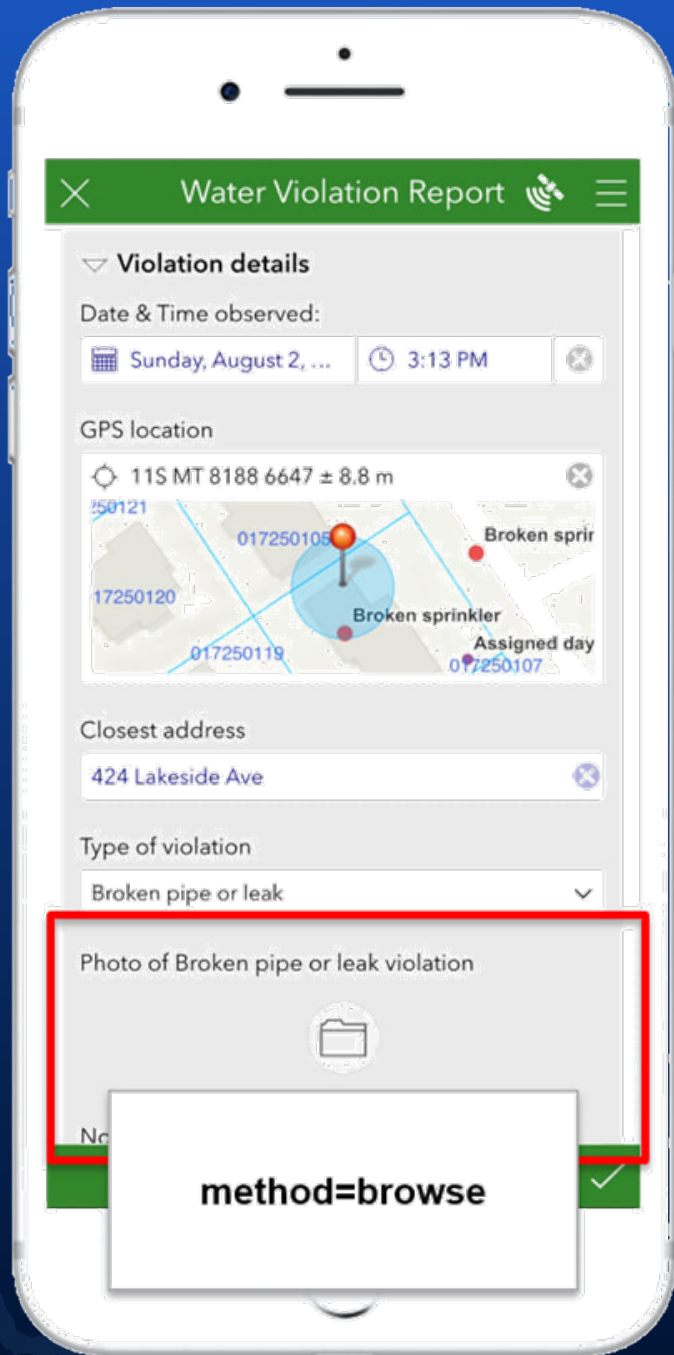 Water Violation Report
Violation details
Date & Time observed:
Sunday, August 2, ... 3:13 PM
GPS location
11S MT 8188 6647 ± 8.8 m
250121
017250105
Broken sprin
17250120
Broken sprinkler
Assigned day
017250119
017250107
Closest address
424 Lakeside Ave
Type of violation
Broken pipe or leak
Photo of Broken pipe or leak violation
No
method=browse